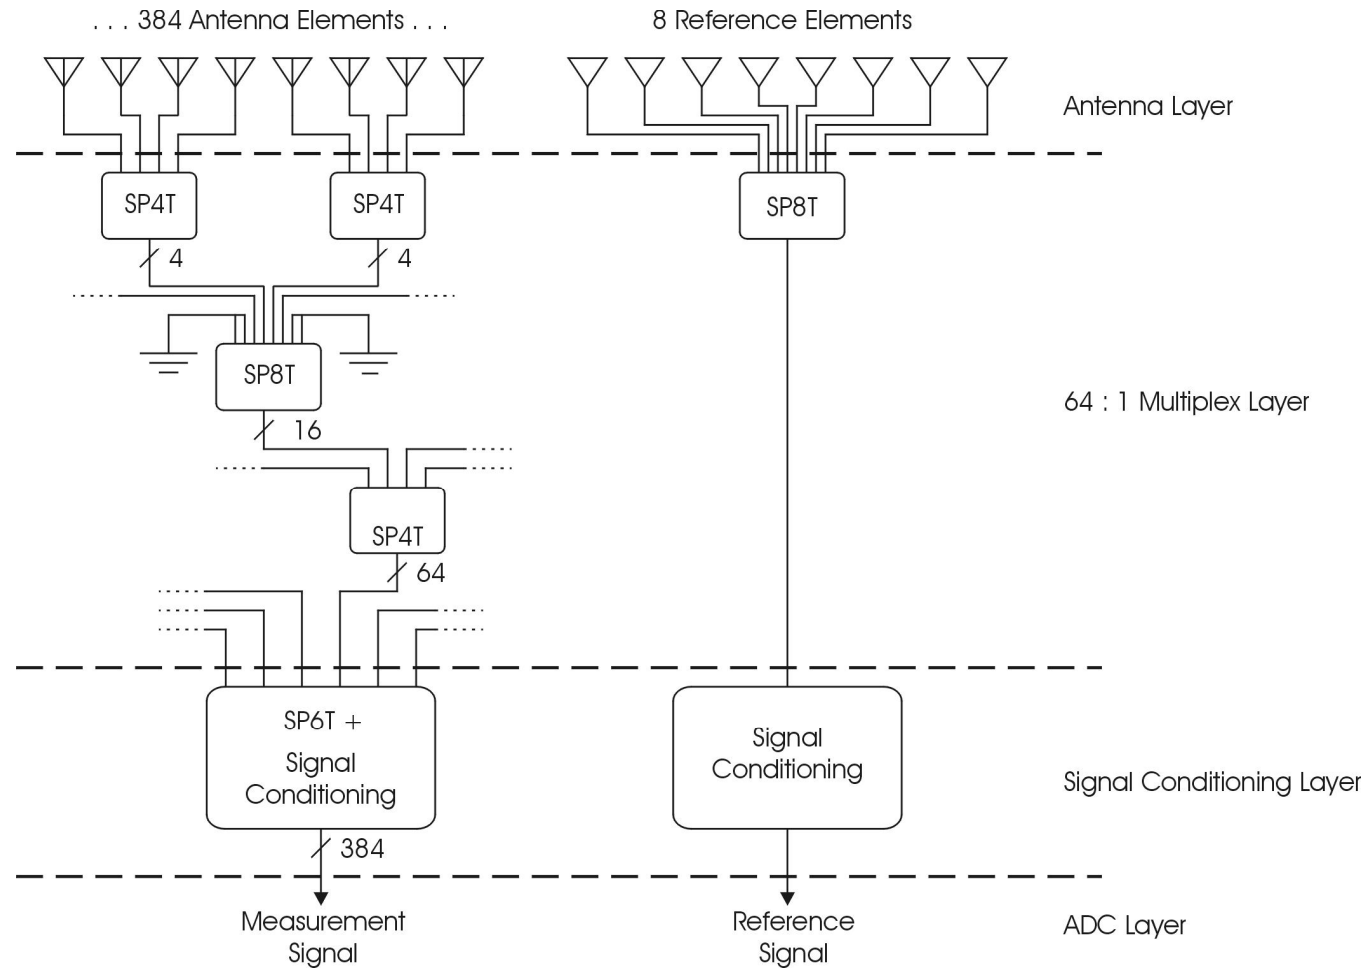 . . . 384 Antenna Elements . . .
8 Reference Elements
Antenna Layer
SP4T
SP4T
SP8T
4
4
SP8T
64 : 1 Multiplex Layer
16
SP4T
64
SP6T +
Signal
Conditioning
Signal
Conditioning
Signal Conditioning Layer
384
Measurement
Signal
Reference
Signal
ADC Layer